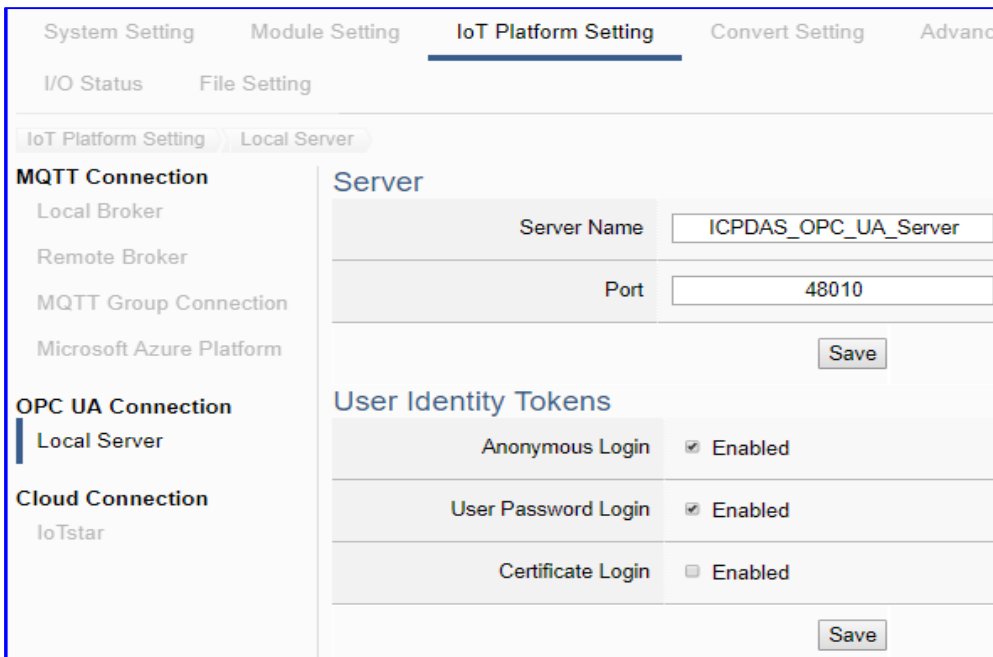 System Setting Module Setting IoT Platform Setting Convert Setting Advanc
I/O Status File Setting
IoT Platform Setting Local Server
MQTT Connection
Local Broker
Remote Broker
MQTT Group Connection
Microsoft Azure Platform
OPC UA Connection
Local Server
Cloud Connection
IoTstar
Server
Server Name ICPDAS_OPC_UA_Server
Port 48010
Save
User Identity Tokens
Anonymous Login Enabled
User Password Login Enabled
Certificate Login Enabled
Save